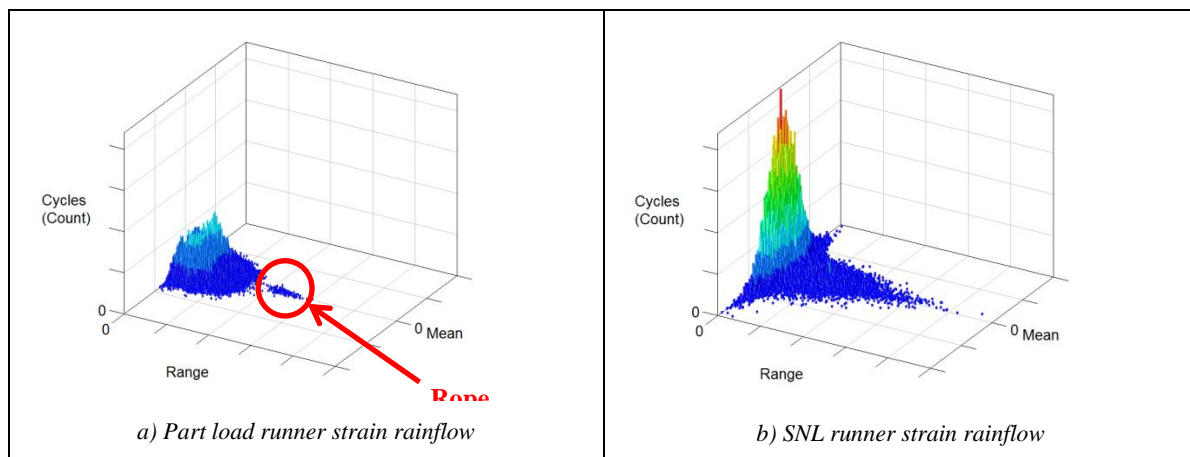 Cycles
(Count)
0
0
Range
0
Mean
Rope
a) Part load runner strain rainflow
Cycles
(Count)
0
0
Range
0
Mean
b) SNL runner strain rainflow